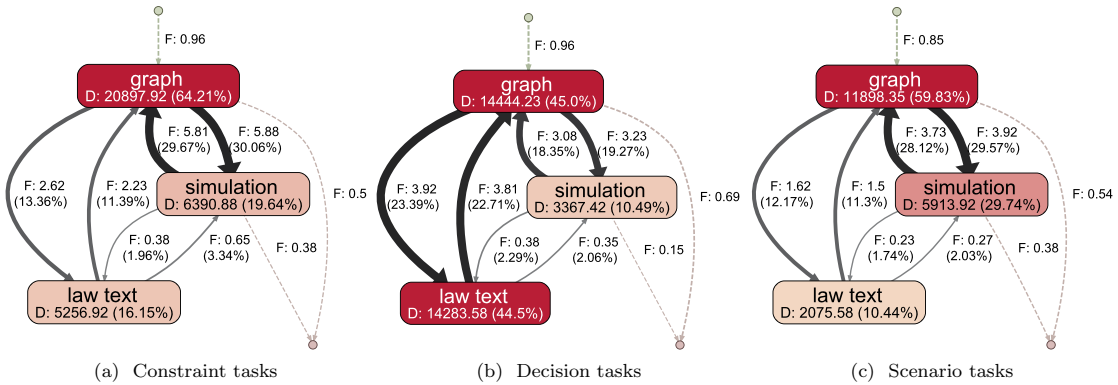 F: 0.96
graph
D: 20897.92 (64.21%)
F: 5.81
(29.67%)
F: 5.88
(30.06%)
F: 2.62
(13.36%)
F: 2.23
(11.39%)
simulation
D: 6390.88 (19.64%)
F: 0.5
F: 0.38
(1.96%)
F: 0.65
(3.34%)
F: 0.38
law text
D: 5256.92 (16.15%)
(a) Constraint tasks
F: 0.96
graph
D: 14444.23 (45.0%)
F: 3.08
(18.35%)
F: 3.23
(19.27%)
F: 3.92
(23.39%)
F: 3.81
(22.71%)
simulation
D: 3367.42 (10.49%)
F: 0.69
F: 0.38
(2.29%)
F: 0.35
(2.06%)
F: 0.15
law text
D: 14283.58 (44.5%)
(b) Decision tasks
F: 0.85
graph
D: 11898.35 (59.83%)
F: 3.73
(28.12%)
F: 3.92
(29.57%)
F: 1.62
(12.17%)
F: 1.5
(11.3%)
simulation
D: 5913.92 (29.74%)
F: 0.54
F: 0.23
(1.74%)
F: 0.27
(2.03%)
F: 0.38
law text
D: 2075.58 (10.44%)
(c) Scenario tasks